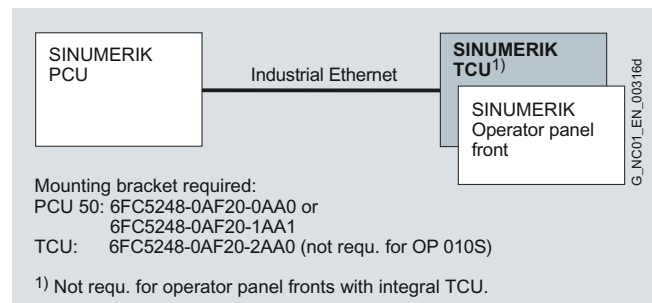 SINUMERIK
PCU
Industrial Ethernet
SINUMERIK
TCU1)
SINUMERIK
Operator panel
front
G_NC01_EN_00316d
Mounting bracket required:
PCU 50: 6FC5248-0AF20-0AA0 or
6FC5248-0AF20-1AA1
TCU: 6FC5248-0AF20-2AA0 (not requ. for OP 010S)
1) Not requ. for operator panel fronts with integral TCU.